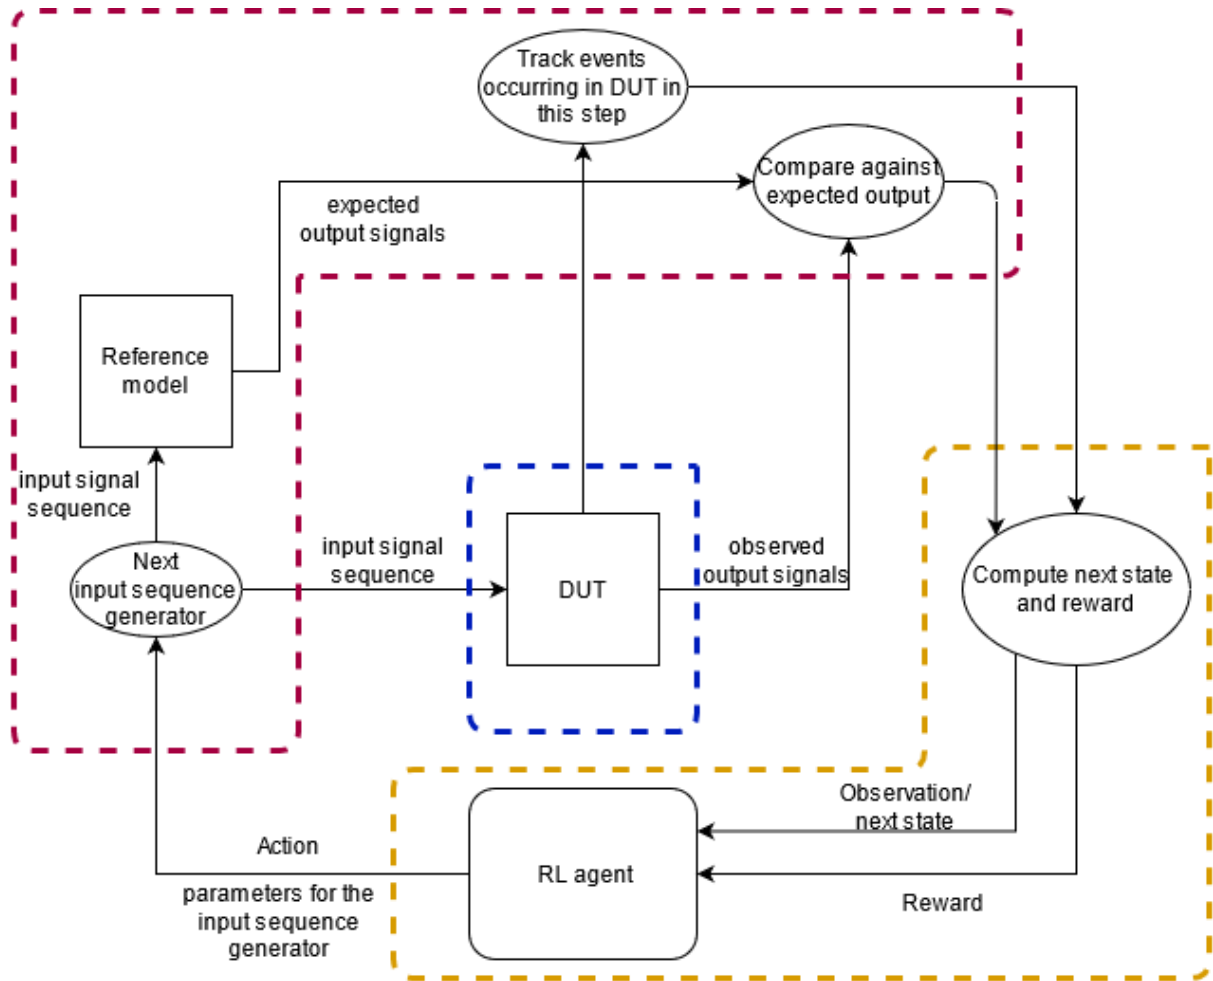 Track events
occurring in DUT in
this step
Compare against
expected output
expected
output signals
Reference
model
input signal
sequence
Next
input sequence
generator
input signal
sequence
DUT
observed
output signals
Compute next state
and reward
Observation/
next state
Action
parameters for the
input sequence
generator
RL agent
Reward